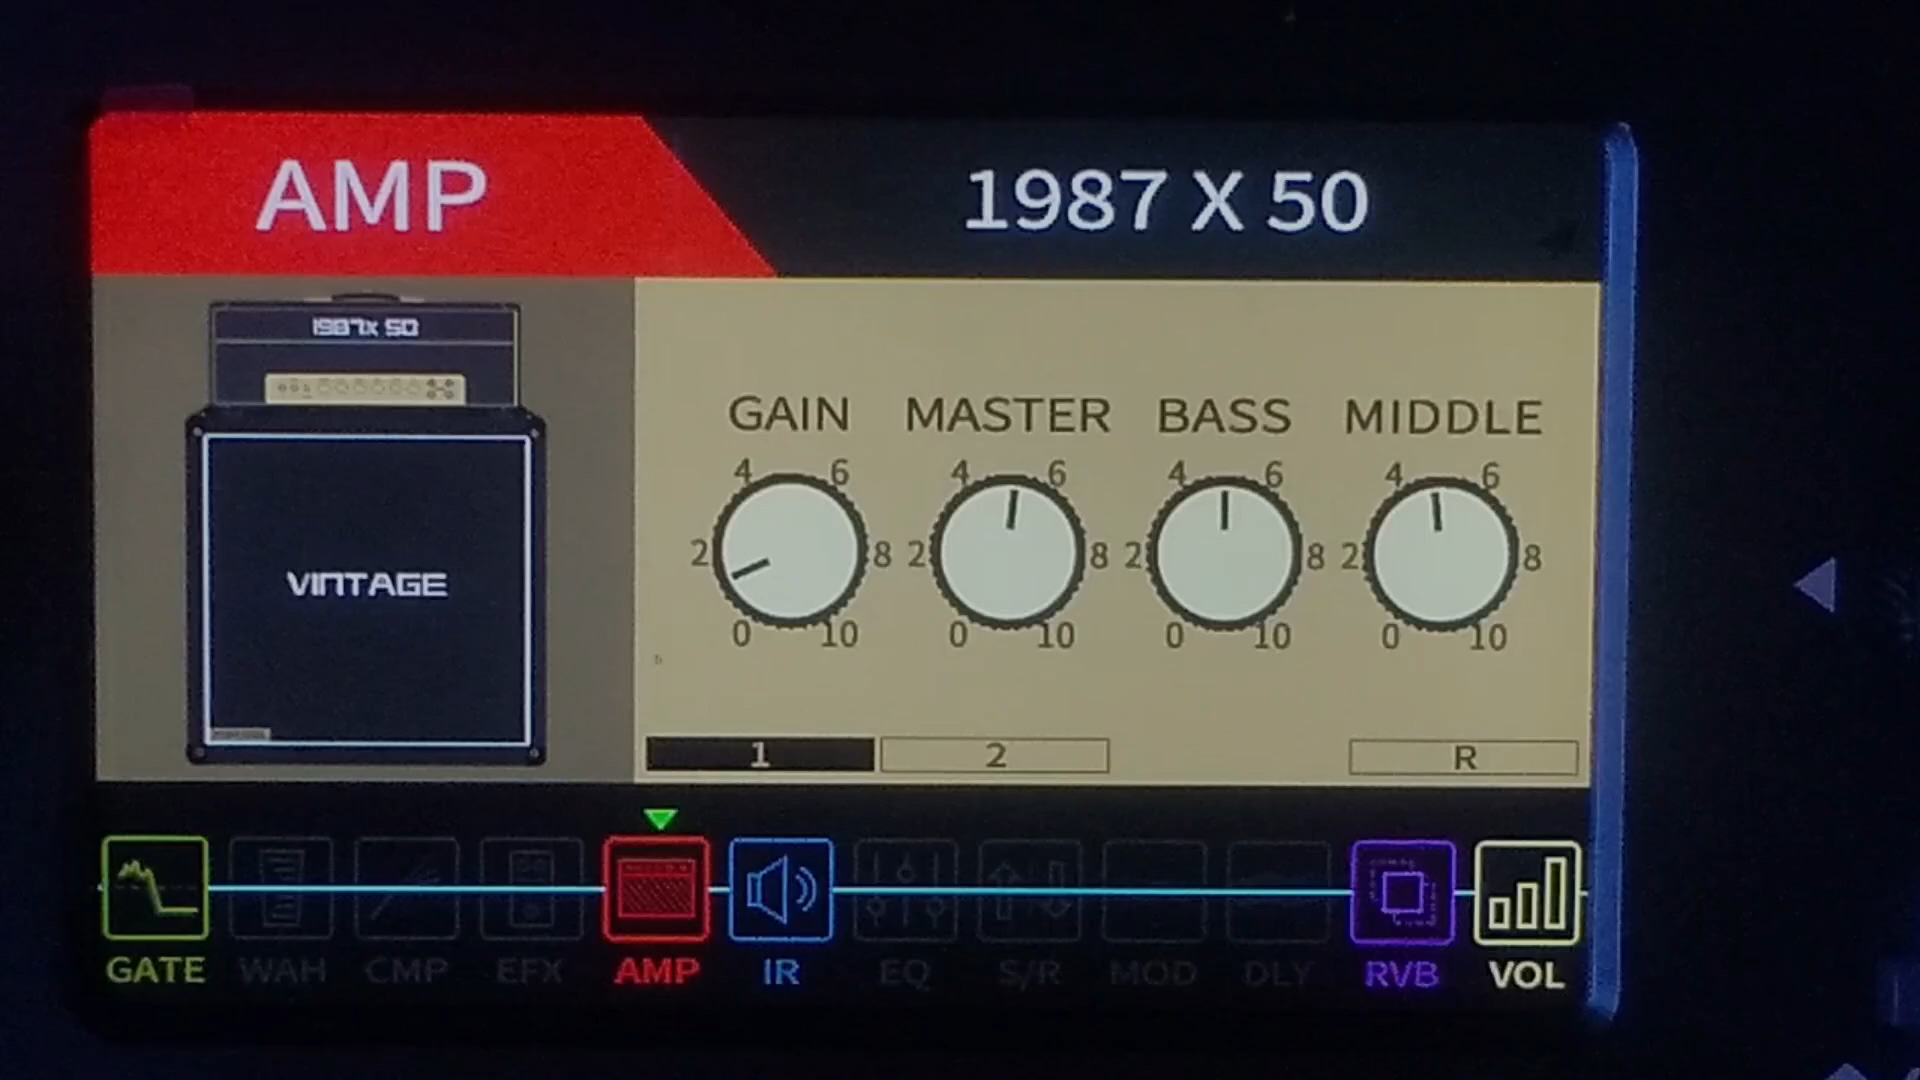 AMP
1987 X 50
1987X 50
VINTAGE
GAIN MASTER BASS MIDDLE
4 6 4 6 4 6 4 6
2 8 2 8 2 8 2 8
0 10 0 10 0 10 0 10
1 2 R
GATE WAH CMP EFX AMP IR EQ S/R MOD DLY RVB VOL